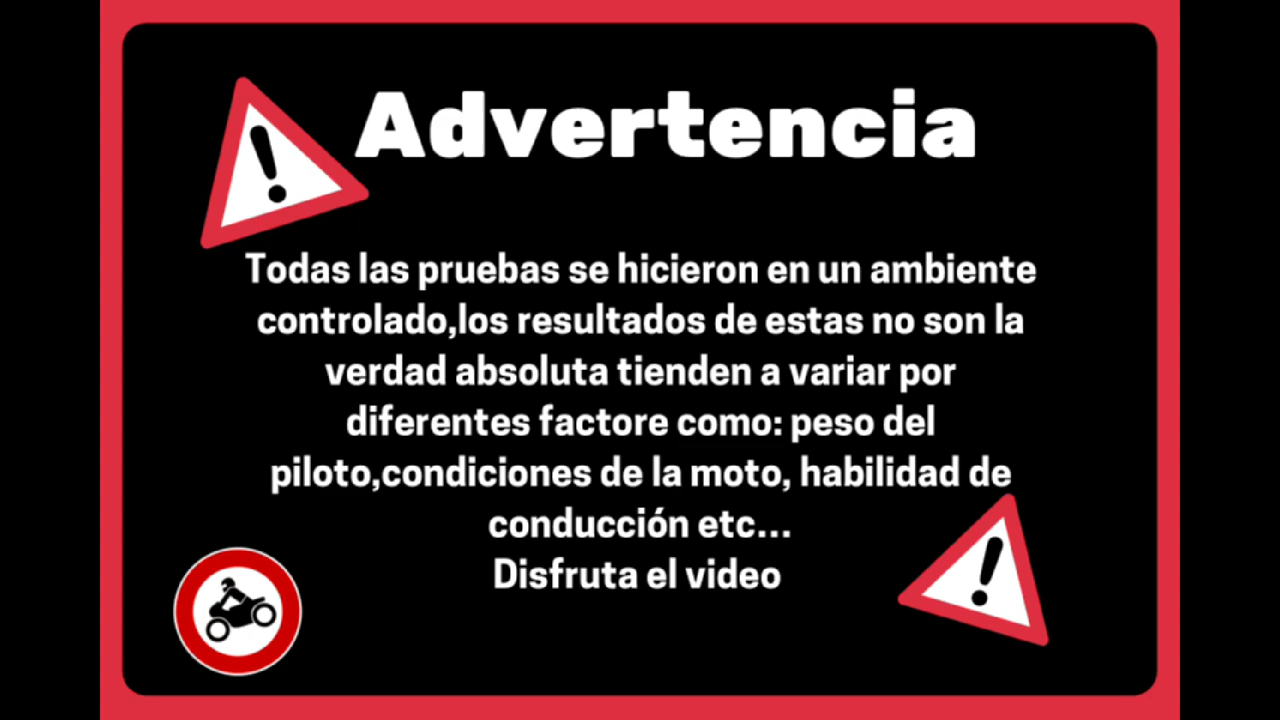 Advertencia
Todas las pruebas se hicieron en un ambiente
controlado,los resultados de estas no son la
verdad absoluta tienden a variar por
diferentes factore como: peso del
piloto,condiciones de la moto, habilidad de
conducción etc...
Disfruta el video